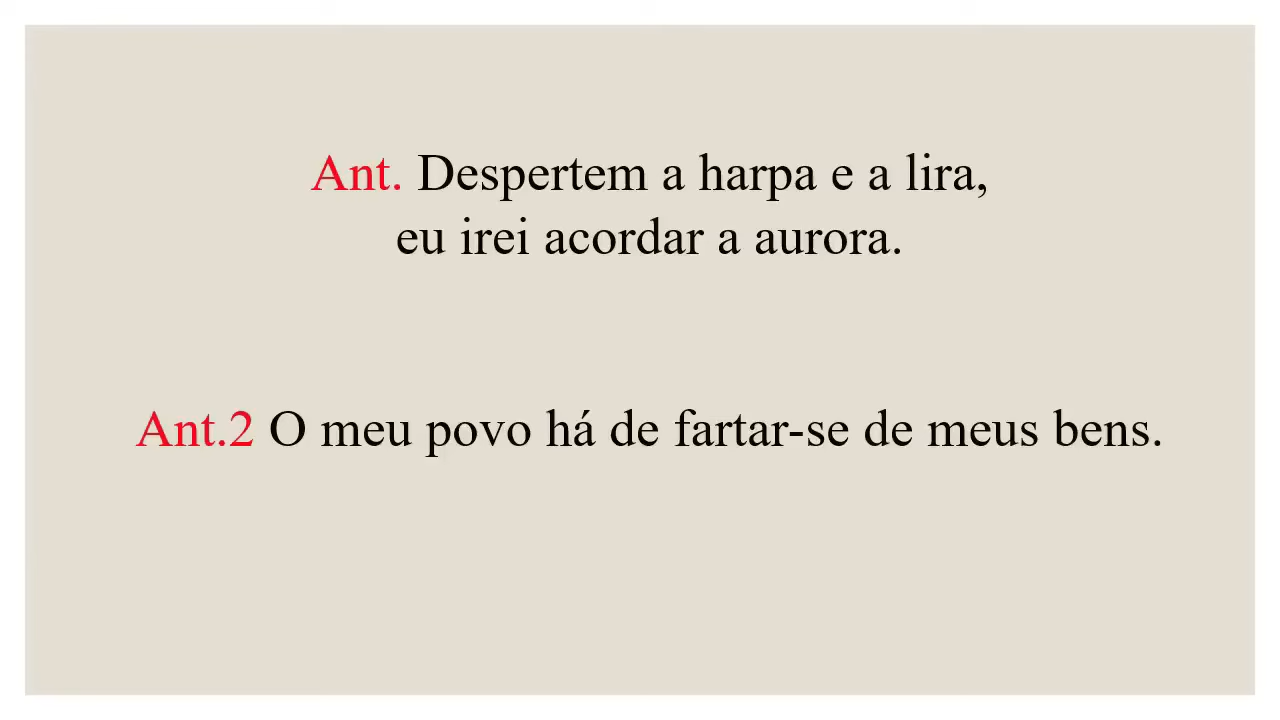 Ant. Despertem a harpa e a lira,
eu irei acordar a aurora.
Ant.2 O meu povo há de fartar-se de meus bens.